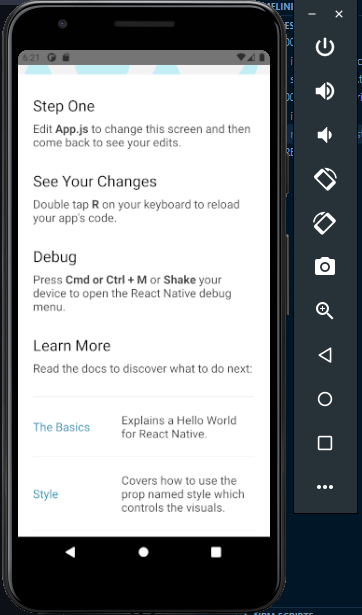 6:21
Step One
Edit App.js to change this screen and then
come back to see your edits.
See Your Changes
Double tap R on your keyboard to reload
your app's code.
Debug
Press Cmd or Ctrl + M or Shake your
device to open the React Native debug
menu.
Learn More
Read the docs to discover what to do next:
The Basics
Explains a Hello World
for React Native.
Style
Covers how to use the
prop named style which
controls the visuals.